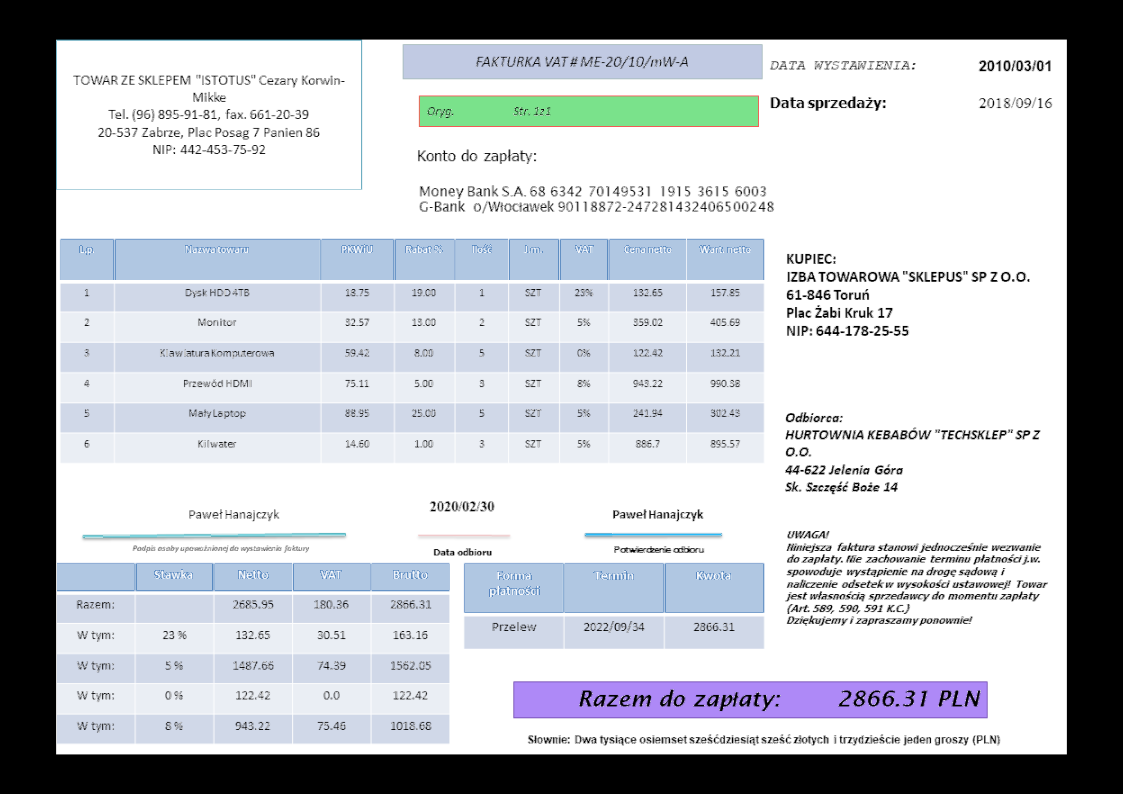 TOWAR ZE SKLEPEM "ISTOTUS" Cezary Korwin-
Mikke
Tel. (96) 895-91-81, fax. 661-20-39
20-537 Zabrze, Plac Posag 7 Panien 86
NIP: 442-453-75-92
FAKTURKA VAT # ME-20/10/mW-A
Oryg. Str. 1z1
DATA WYSTAWIENIA: 2010/03/01
Data sprzedaży: 2018/09/16
Konto do zapłaty:
Money Bank S.A. 68 6342 70149531 1915 3615 6003
G-Bank o/Włocławek 90118872-247281432406500248
L.p. Nazwa towaru PKWiU Rabat % Ilość J.m. VAT Cena netto Wart. netto
1 Dysk HDD 4TB 18.75 19.00 1 SZT 23% 132.65 157.85
2 Monitor 32.57 13.00 2 SZT 5% 359.02 405.69
3 Klawiatura Komputerowa 59.42 8.00 5 SZT 0% 122.42 132.21
4 Przewód HDMI 75.11 5.00 3 SZT 8% 943.22 990.38
5 Mały Laptop 88.95 25.00 5 SZT 5% 241.94 302.43
6 Kilwater 14.60 1.00 3 SZT 5% 886.7 895.57
KUPIEC:
IZBA TOWAROWA "SKLEPUS" SP Z O.O.
61-846 Toruń
Plac Żabi Kruk 17
NIP: 644-178-25-55
Odbiorca:
HURTOWNIA KEBABÓW "TECHSKLEP" SP Z
O.O.
44-622 Jelenia Góra
Sk. Szczęść Boże 14
Paweł Hanajczyk
Podpis osoby upoważnionej do wystawienia faktury
2020/02/30
Data odbioru
Paweł Hanajczyk
Potwierdzenie odbioru
UWAGA!
Niniejsza faktura stanowi jednocześnie wezwanie
do zapłaty. Nie zachowanie terminu płatności j.w.
spowoduje wystąpienie na drogę sądową i
naliczenie odsetek w wysokości ustawowej! Towar
jest własnością sprzedawcy do momentu zapłaty
(Art. 589, 590, 591 K.C.)
Dziękujemy i zapraszamy ponownie!
Stawka Netto VAT Brutto
Razem: 2685.95 180.36 2866.31
W tym: 23 % 132.65 30.51 163.16
W tym: 5 % 1487.66 74.39 1562.05
W tym: 0 % 122.42 0.0 122.42
W tym: 8 % 943.22 75.46 1018.68
Forma
płatności Termin Kwota
Przelew 2022/09/34 2866.31
Razem do zapłaty: 2866.31 PLN
Słownie: Dwa tysiące osiemset sześćdziesiąt sześć złotych i trzydzieście jeden groszy (PLN)